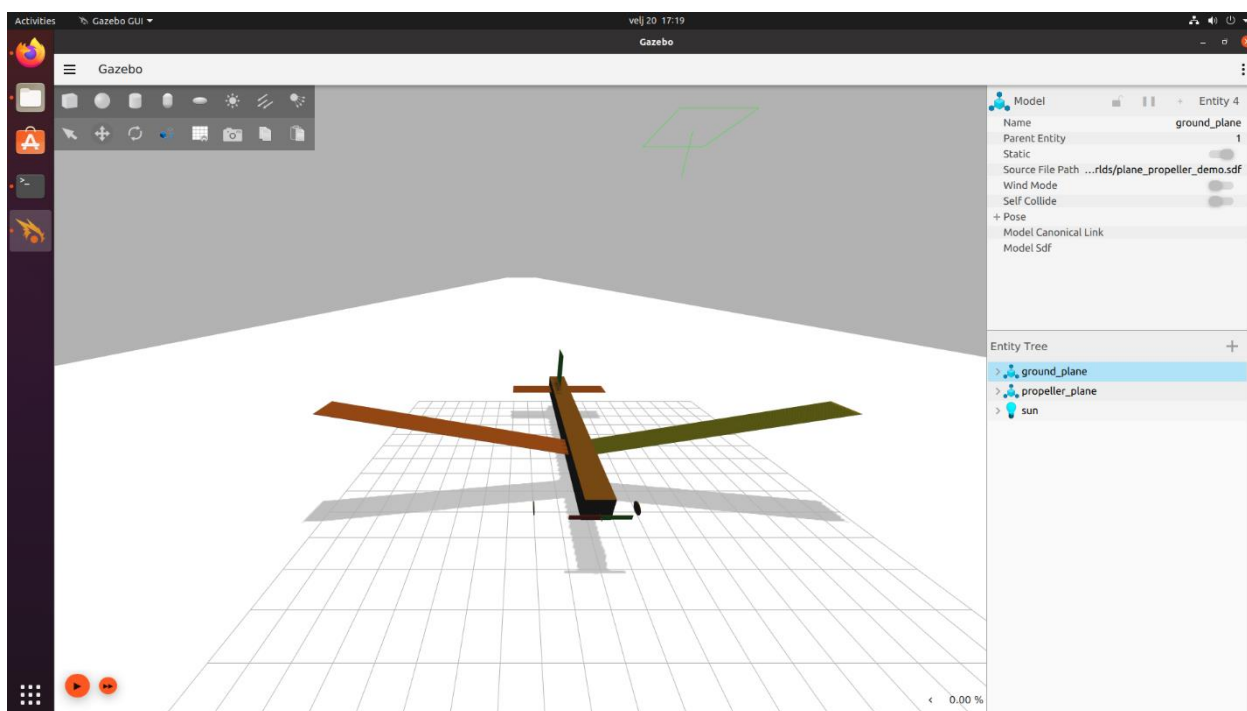 Activities
Gazebo GUI
velj 20 17:19
Gazebo
Gazebo
Model
Entity 4
Name ground_plane
Parent Entity 1
Static
Source File Path ...rlds/plane_propeller_demo.sdf
Wind Mode
Self Collide
+ Pose
Model Canonical Link
Model Sdf
Entity Tree
ground_plane
propeller_plane
sun
0.00 %